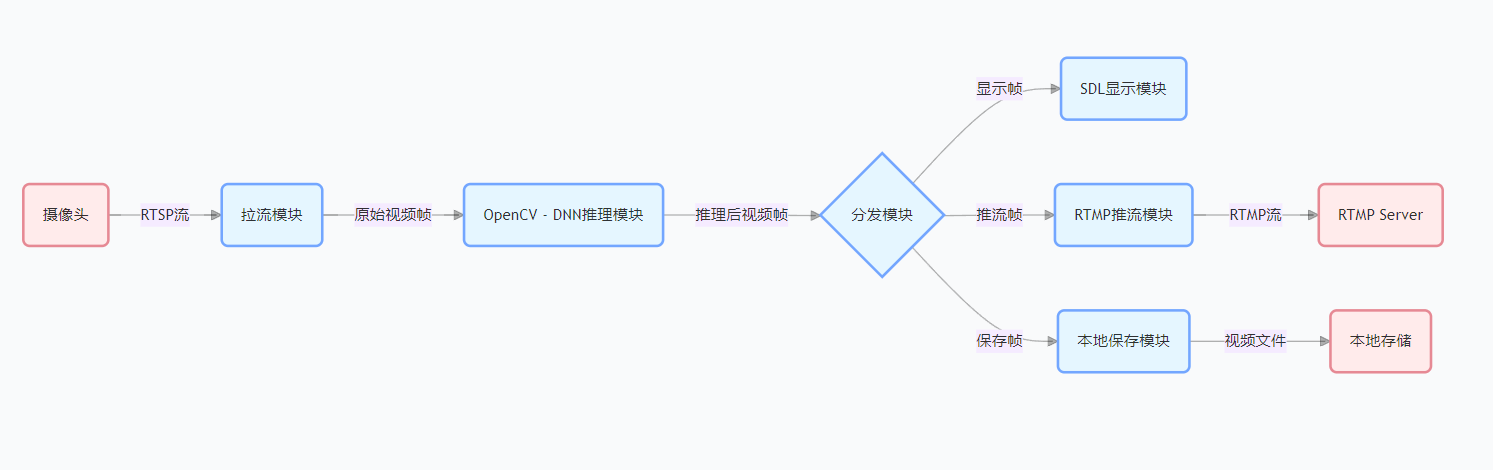 摄像头
RTSP流
拉流模块
原始视频帧
OpenCV - DNN推理模块
推理后视频帧
分发模块
显示帧
SDL显示模块
推流帧
RTMP推流模块
RTMP流
RTMP Server
保存帧
本地保存模块
视频文件
本地存储